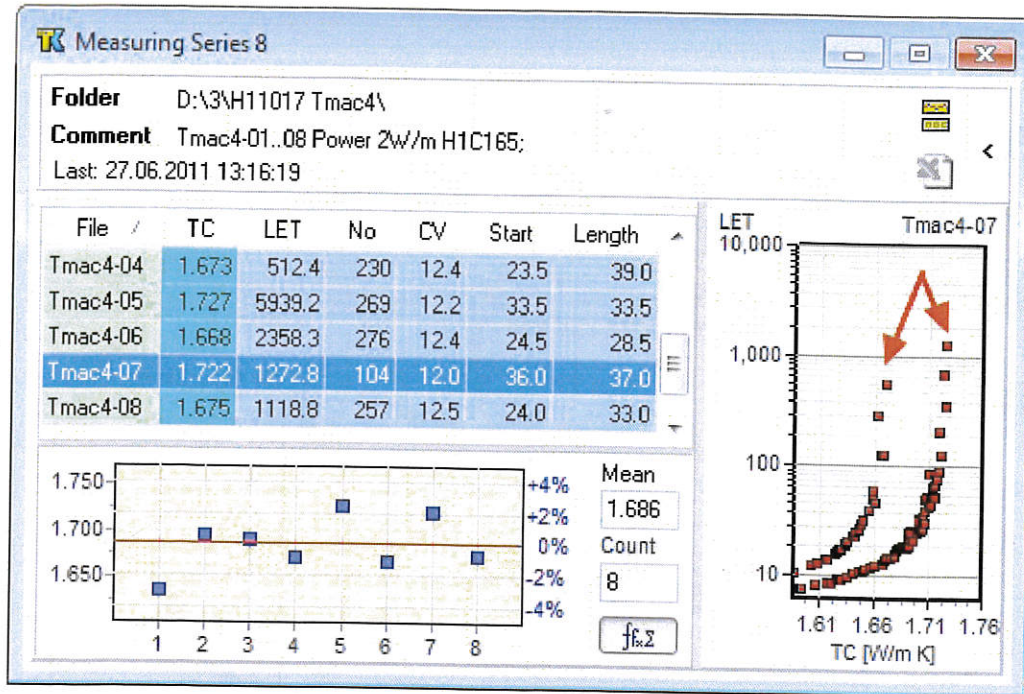 TK Measuring Series 8
Folder D:\3\H11017 Tmac4\
Comment Tmac4-01..08 Power 2W/m H1C165;
Last: 27.06.2011 13:16:19
File / TC LET No CV Start Length
Tmac4-04 1.673 512.4 230 12.4 23.5 39.0
Tmac4-05 1.727 5939.2 269 12.2 33.5 33.5
Tmac4-06 1.668 2358.3 276 12.4 24.5 28.5
Tmac4-07 1.722 1272.8 104 12.0 36.0 37.0
Tmac4-08 1.675 1118.8 257 12.5 24.0 33.0
LET Tmac4-07
10,000
1,000
100
10
1.61 1.66 1.71 1.76
TC [W/m K]
1.750
1.700
1.650
+4%
+2%
0%
-2%
-4%
1 2 3 4 5 6 7 8
Mean
1.686
Count
8